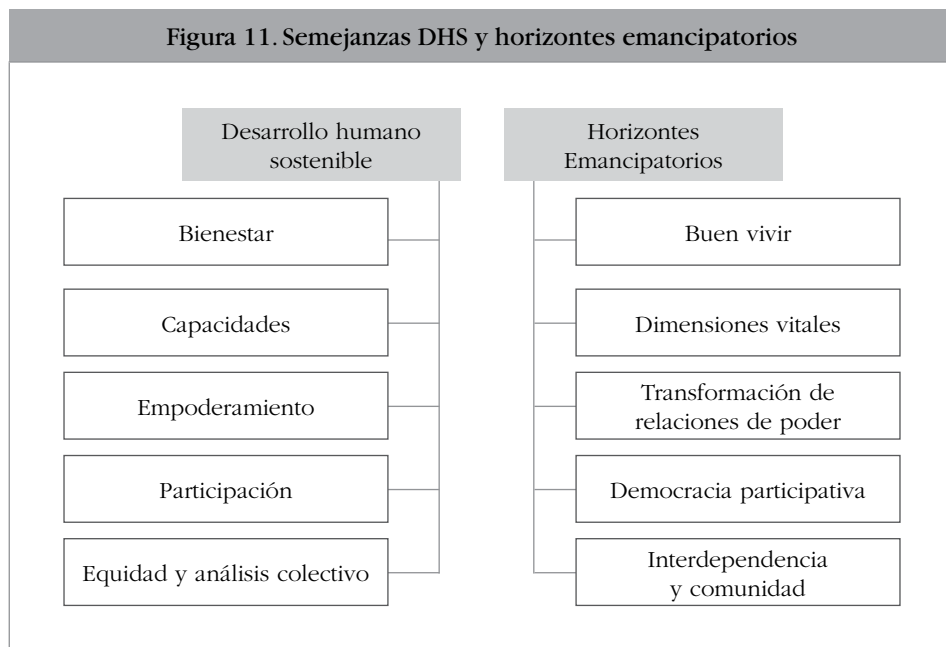 Figura 11. Semejanzas DHS y horizontes emancipatorios
Desarrollo humano
sostenible
Bienestar
Capacidades
Empoderamiento
Participación
Equidad y análisis colectivo
Horizontes
Emancipatorios
Buen vivir
Dimensiones vitales
Transformación de
relaciones de poder
Democracia participativa
Interdependencia
y comunidad